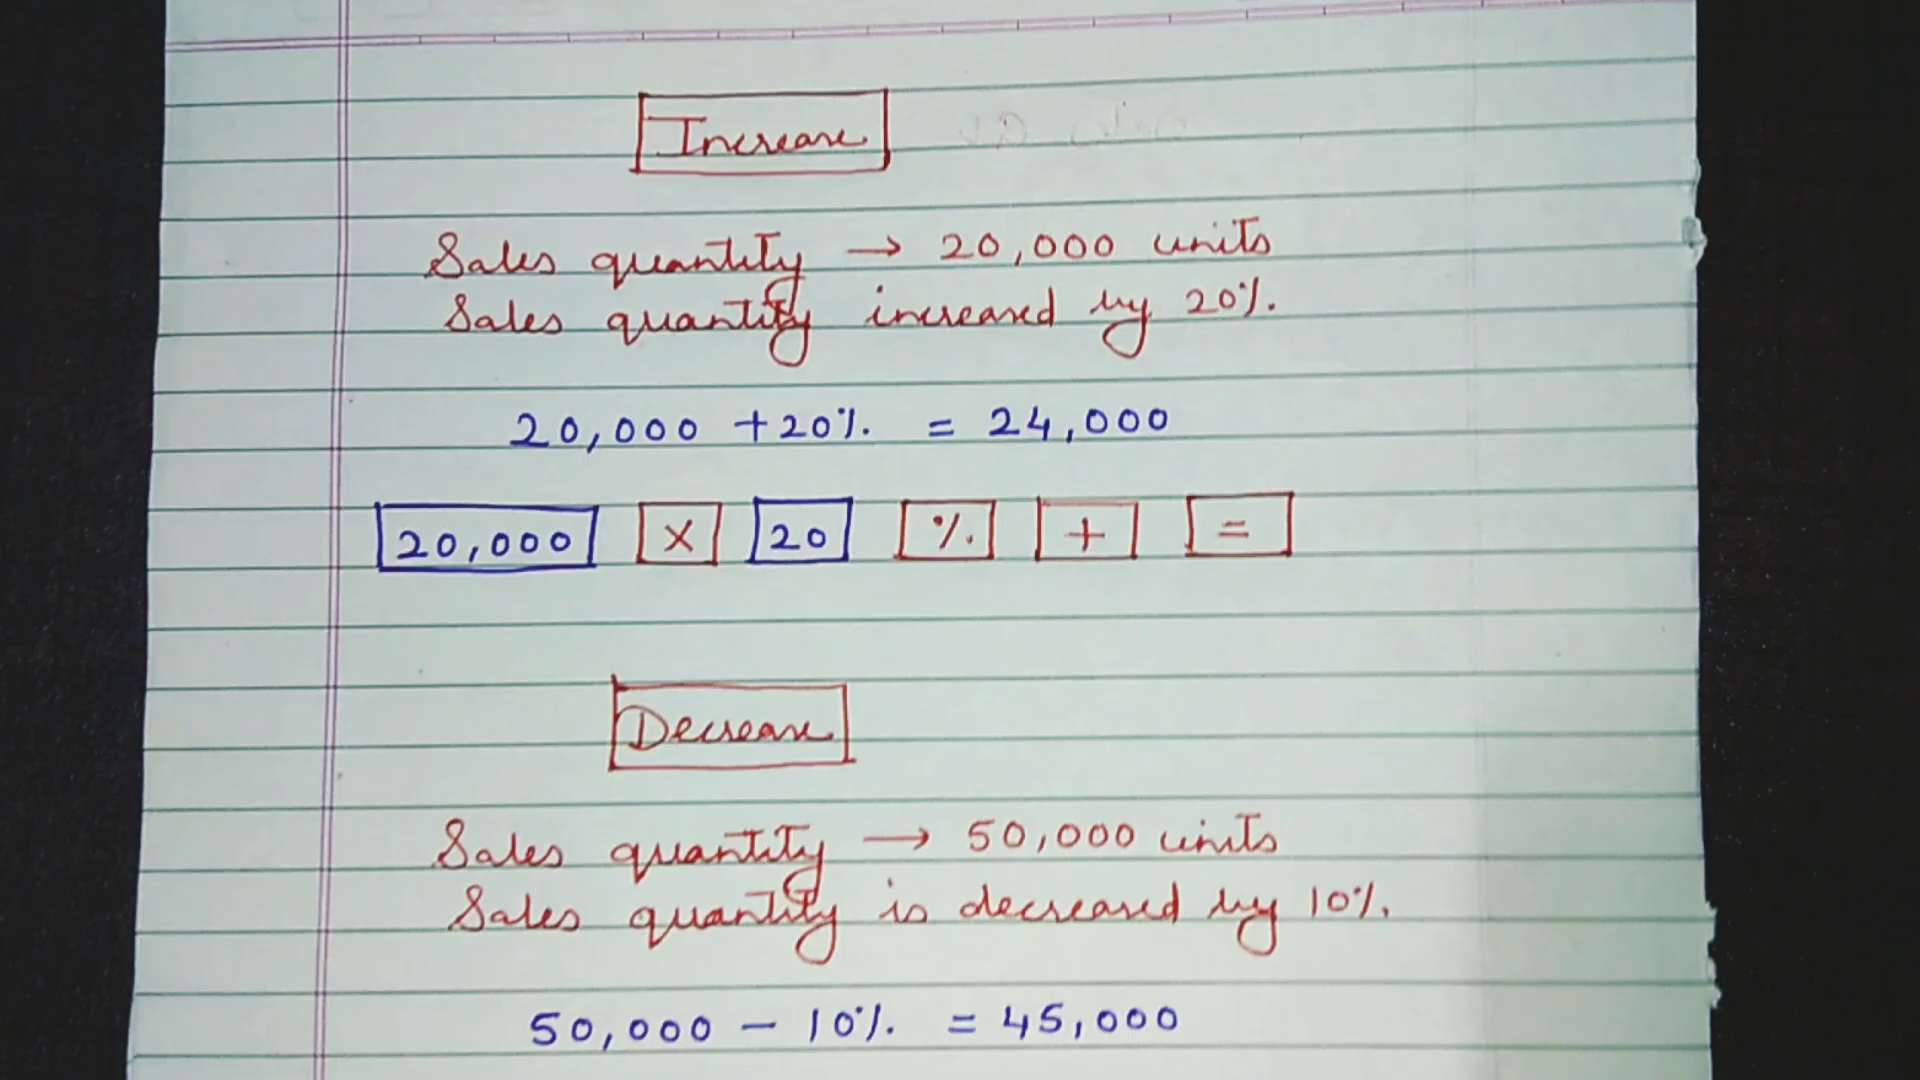 Increase
Sales quantity → 20,000 units
Sales quantity increased by 20%.
20,000 +20%. = 24,000
20,000 × 20 %. + =
Decrease
Sales quantity → 50,000 units
Sales quantity is decreased by 10%.
50,000 - 10%. = 45,000